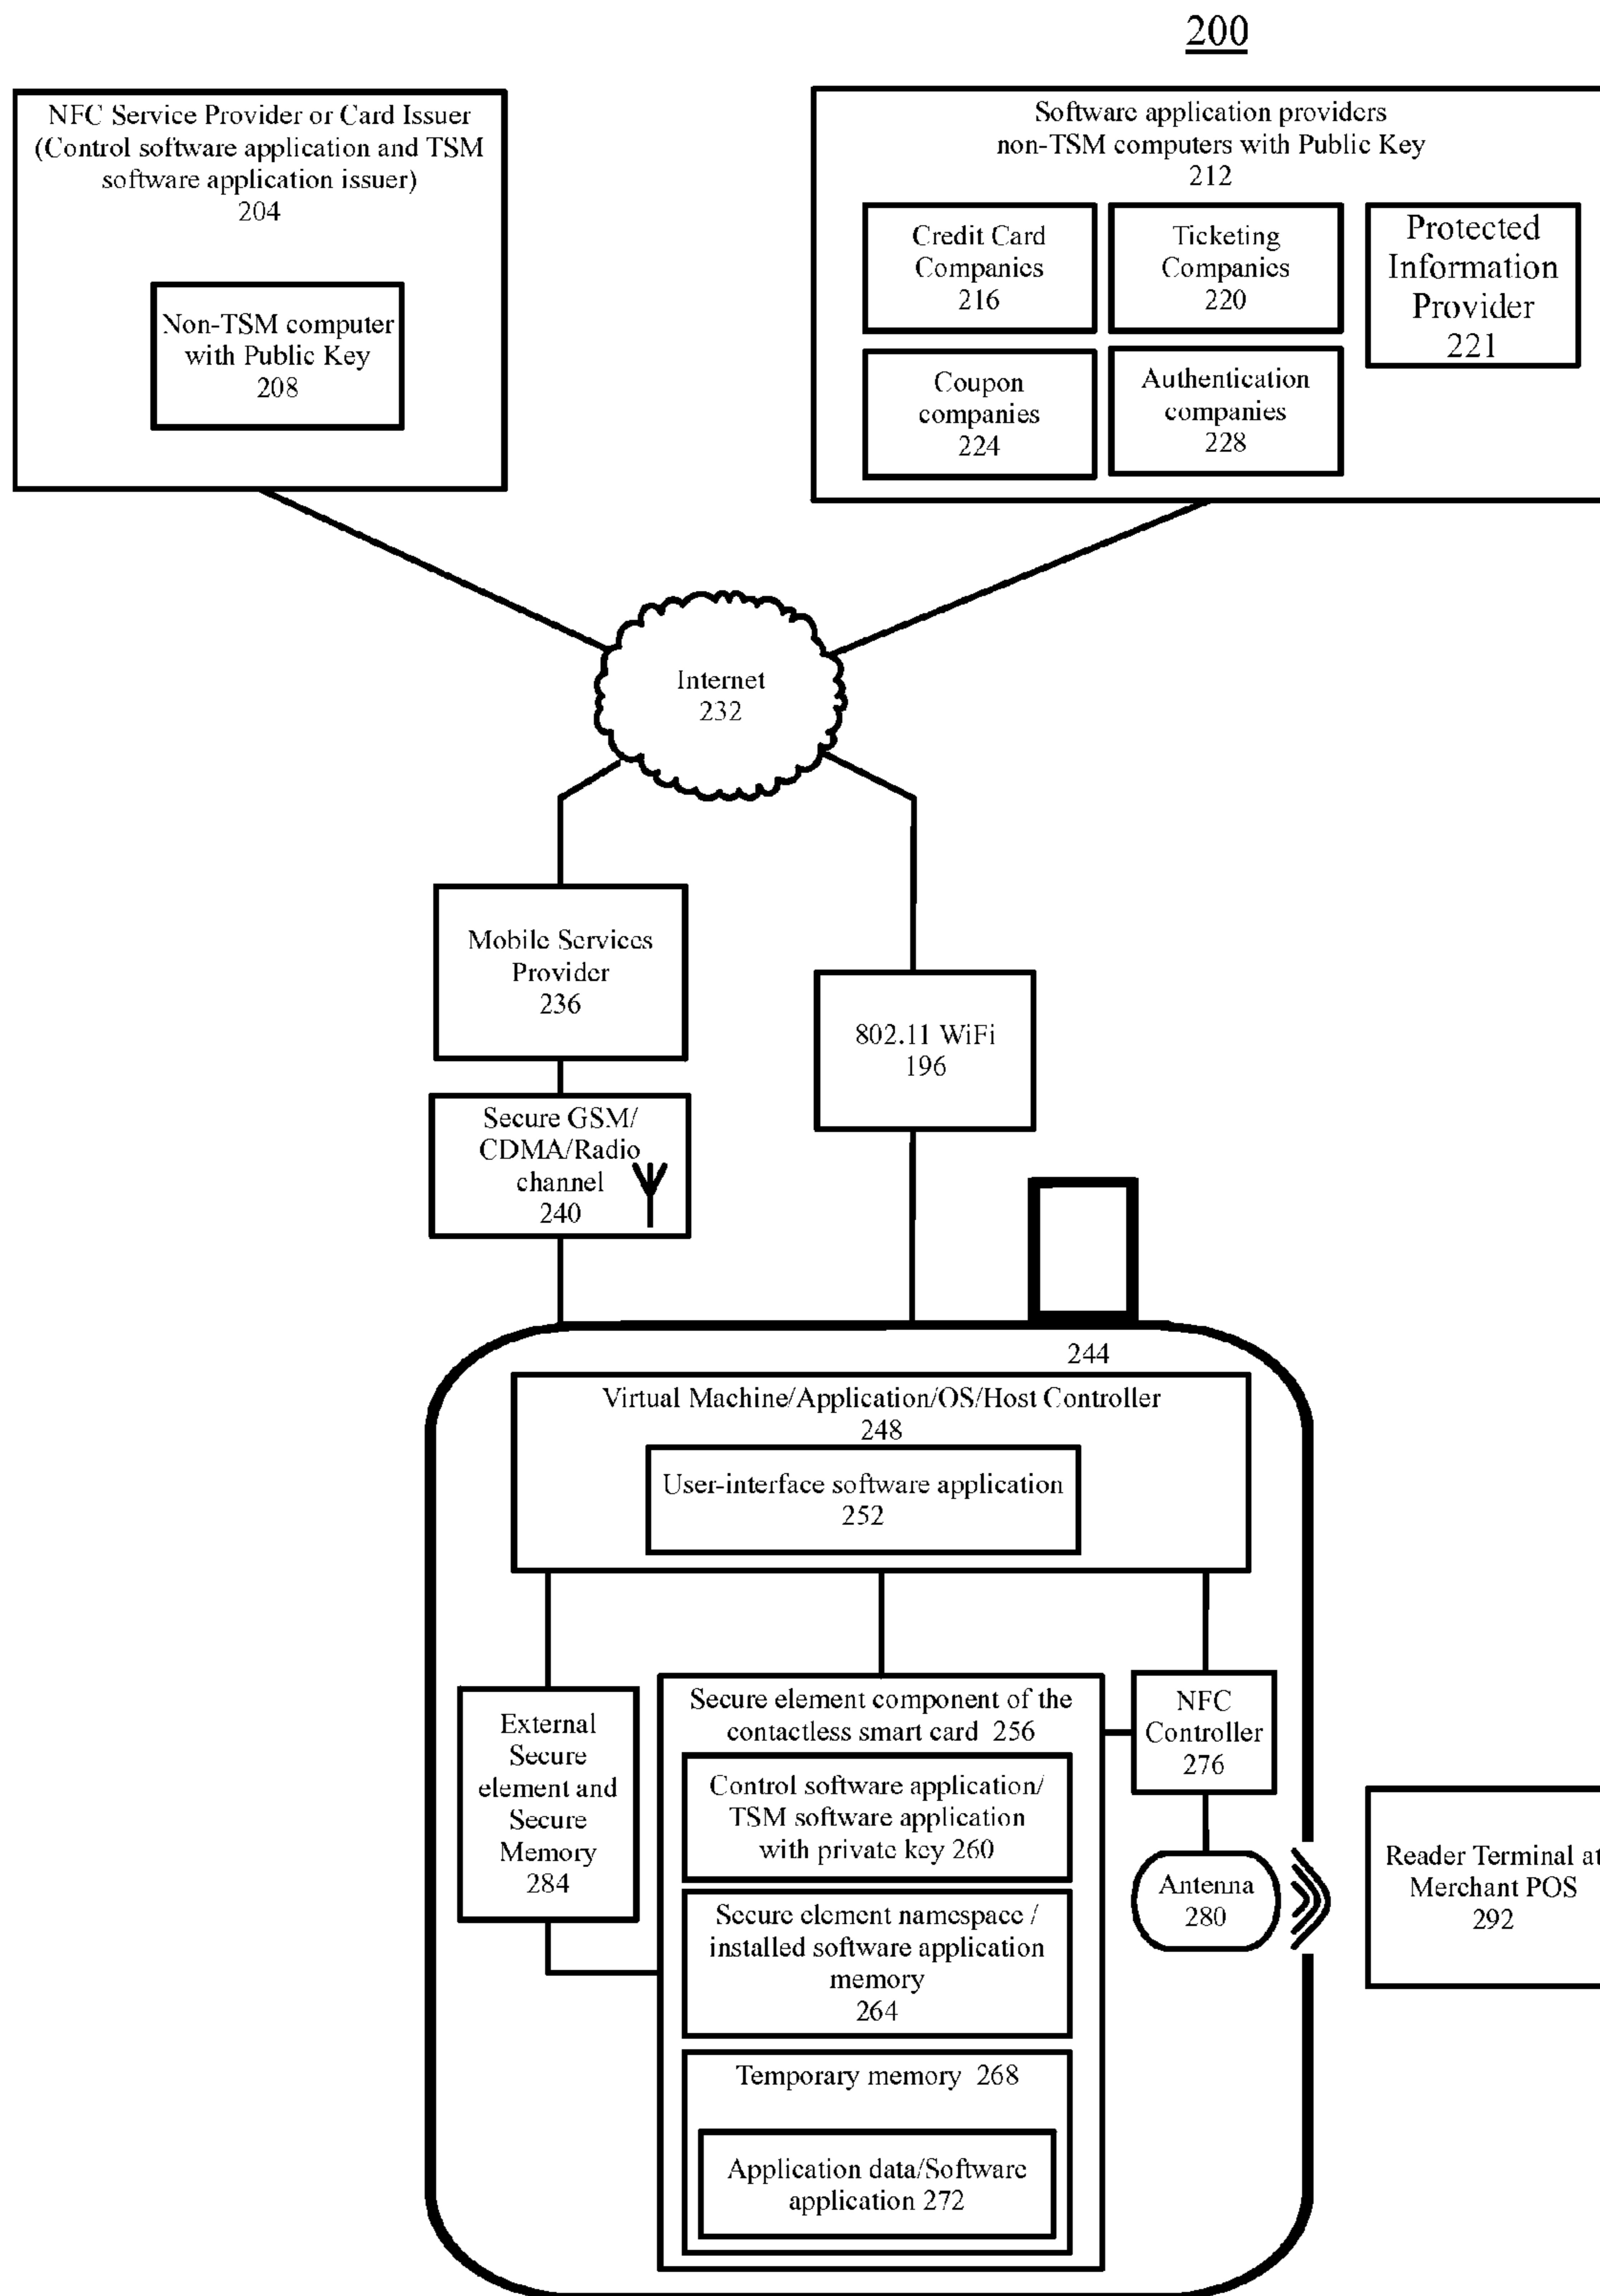 200
NFC Service Provider or Card Issuer
(Control software application and TSM
software application issuer)
204
Non-TSM computer
with Public Key
208
Software application providers
non-TSM computers with Public Key
212
Credit Card
Companies
216
Ticketing
Companies
220
Protected
Information
Provider
221
Coupon
companies
224
Authentication
companies
228
Internet
232
Mobile Services
Provider
236
802.11 WiFi
196
Secure GSM/
CDMA/Radio
channel
240
244
Virtual Machine/Application/OS/Host Controller
248
User-interface software application
252
External
Secure
element and
Secure
Memory
284
Secure element component of the
contactless smart card 256
Control software application/
TSM software application
with private key 260
Secure element namespace /
installed software application
memory
264
Temporary memory 268
Application data/Software
application 272
NFC
Controller
276
Antenna
280
Reader Terminal at
Merchant POS
292